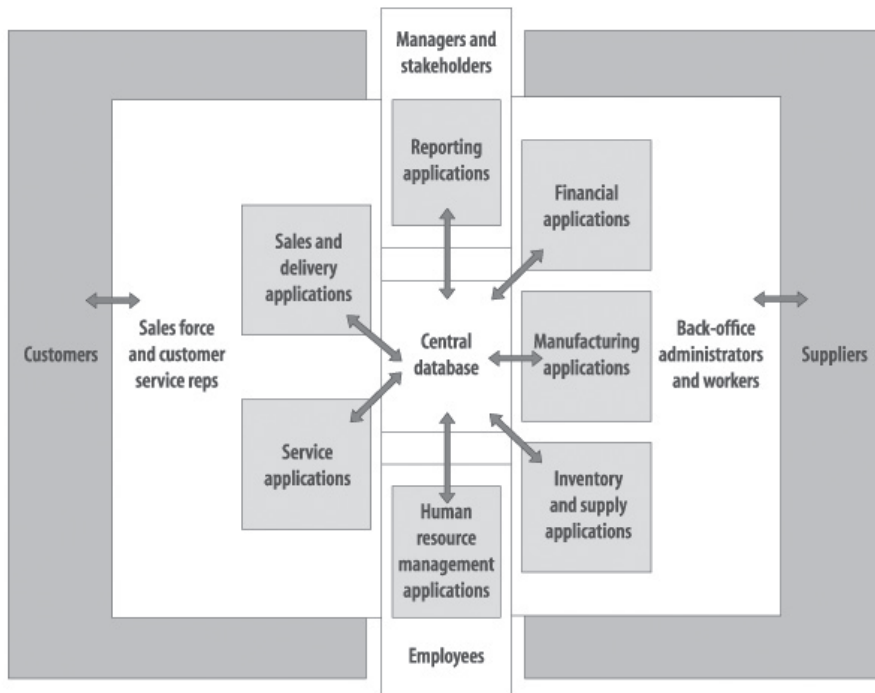 Managers and
stakeholders
Reporting
applications
Financial
applications
Sales and
delivery
applications
Customers
Sales force
and customer
service reps
Central
database
Manufacturing
applications
Back-office
administrators
and workers
Suppliers
Service
applications
Inventory
and supply
applications
Human
resource
management
applications
Employees